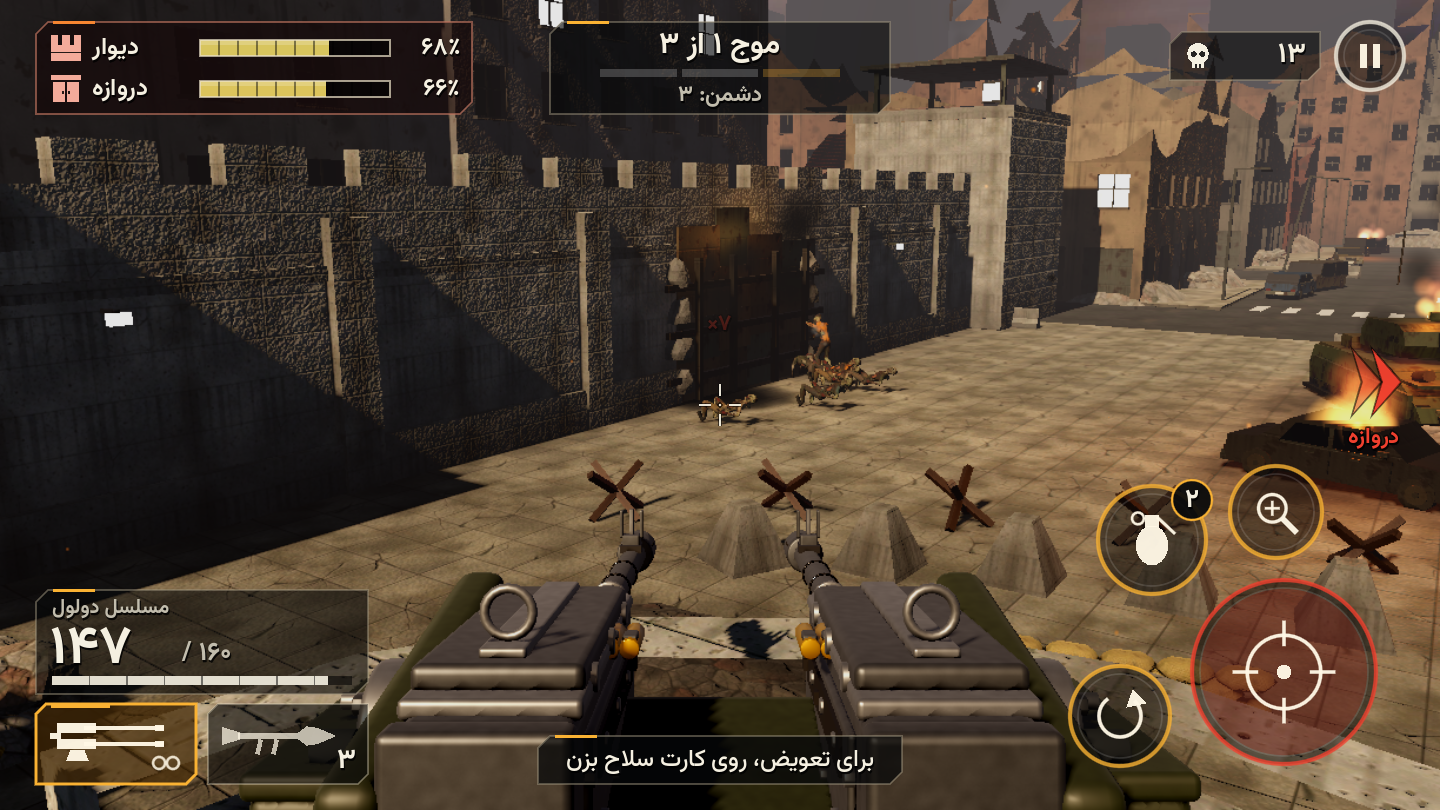 دیوار ۶۸٪
دروازه ۶۶٪
موج ۱ از ۳
دشمن: ۳
۱۳
×۷
دروازه
۲
مسلسل دولول
۱۴۷ / ۱۶۰
∞
۳
برای تعویض، روی کارت سلاح بزن